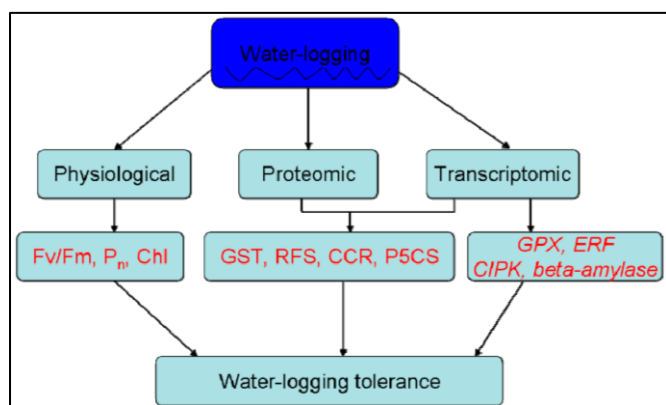 Water-logging
Physiological
Proteomic
Transcriptomic
Fv/Fm, Pn, Chl
GST, RFS, CCR, P5CS
GPX, ERF
CIPK, beta-amylase
Water-logging tolerance